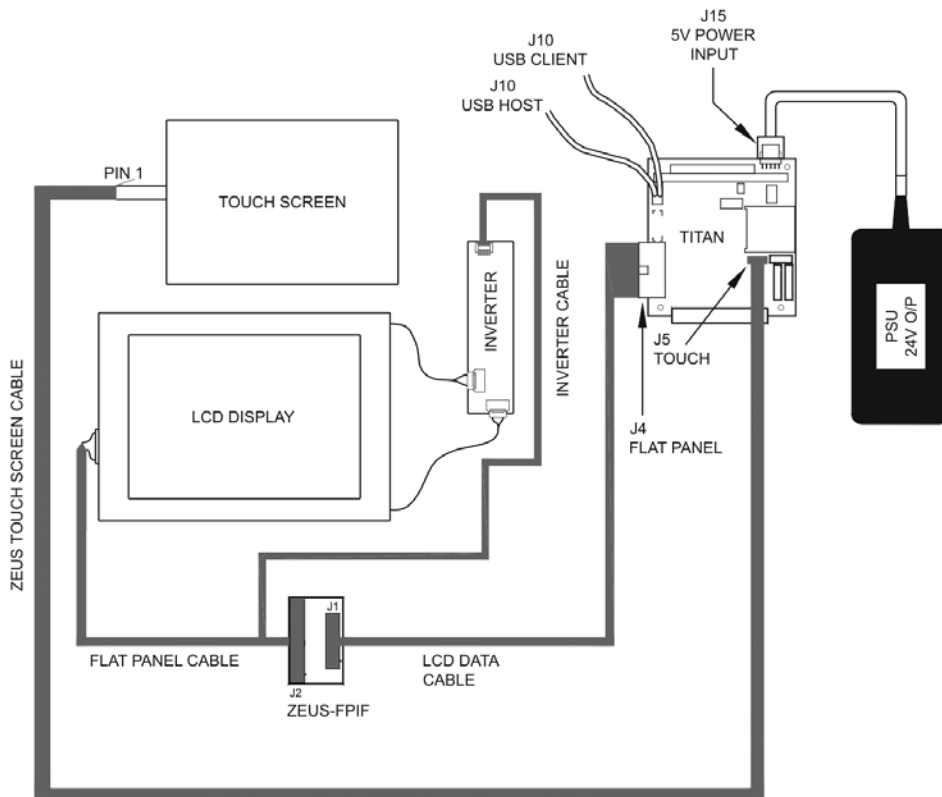 J15
5V POWER
INPUT
J10
USB CLIENT
J10
USB HOST
PIN 1
TOUCH SCREEN
TITAN
INVERTER
INVERTER CABLE
PSU
24V O/P
J5
TOUCH
LCD DISPLAY
J4
FLAT PANEL
ZEUS TOUCH SCREEN CABLE
J1
FLAT PANEL CABLE
LCD DATA
CABLE
J2
ZEUS-FPIF